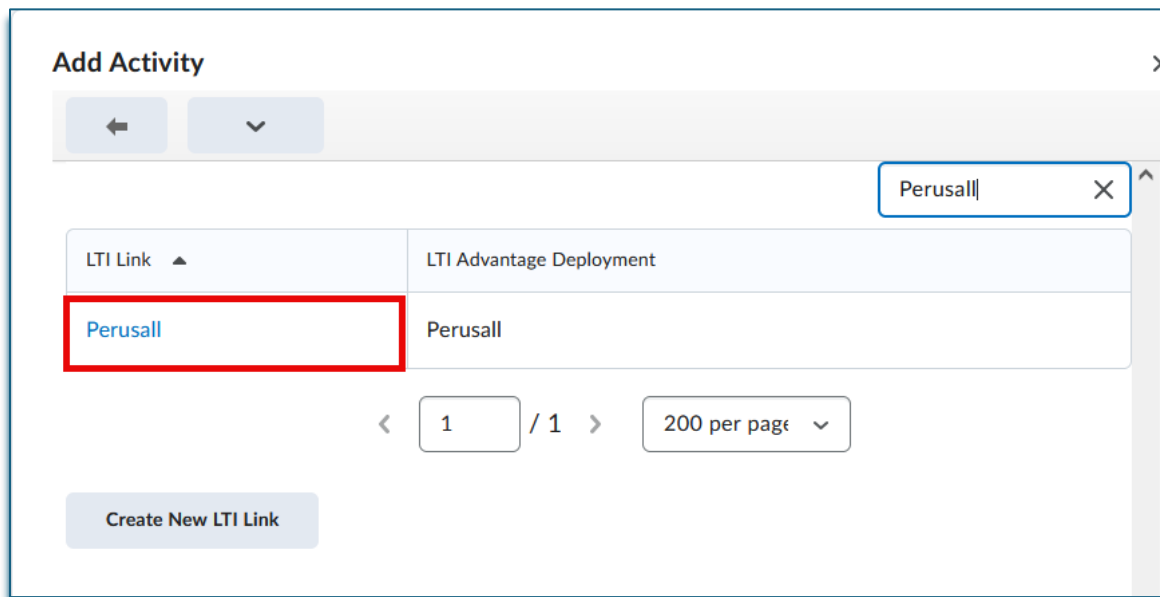 Add Activity
Perusall
LTI Link LTI Advantage Deployment
Perusall Perusall
1 / 1 200 per page
Create New LTI Link